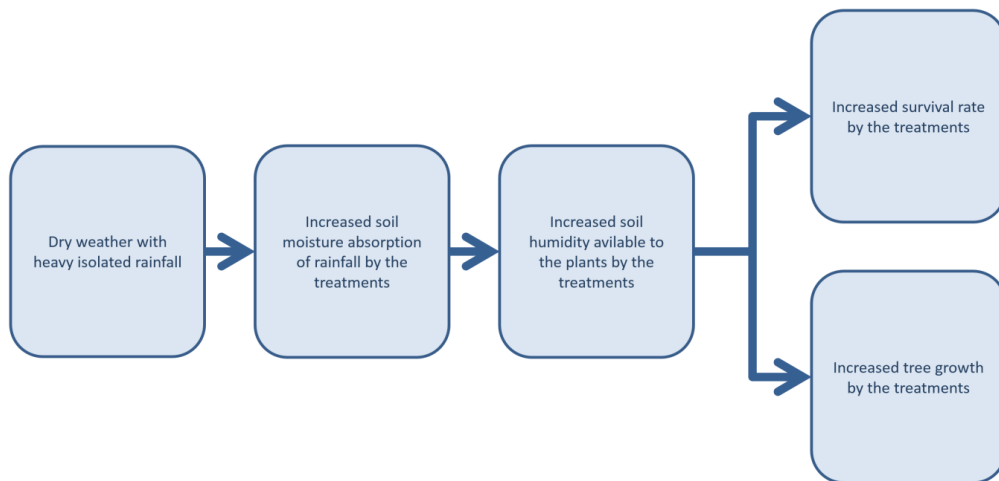 Dry weather with
heavy isolated rainfall
Increased soil
moisture absorption
of rainfall by the
treatments
Increased soil
humidity avilable to
the plants by the
treatments
Increased survival rate
by the treatments
Increased tree growth
by the treatments